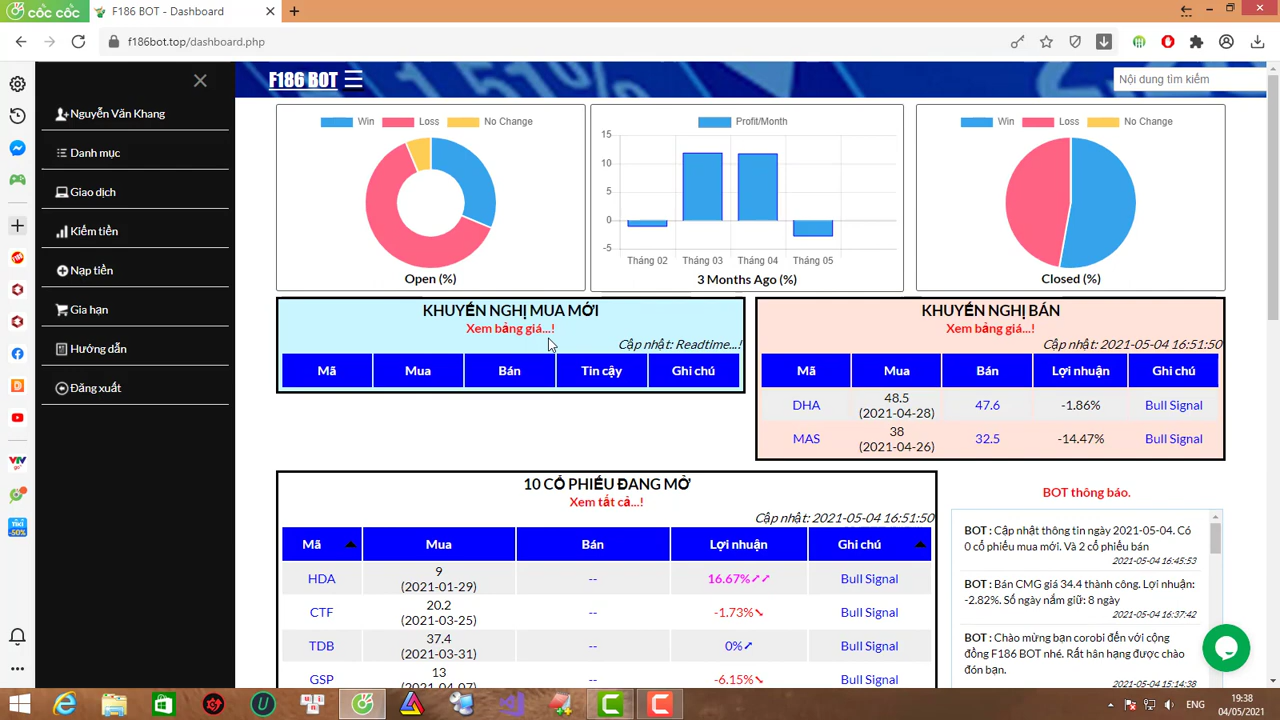 cốc cốc
F186 BOT - Dashboard
f186bot.top/dashboard.php
Nguyễn Văn Khang
Danh mục
Giao dịch
Kiếm tiền
Nạp tiền
Gia hạn
Hướng dẫn
Đăng xuất
F186 BOT
Nội dung tìm kiếm
Win Loss No Change
Open (%)
Profit/Month
15
10
5
0
-5
Tháng 02 Tháng 03 Tháng 04 Tháng 05
3 Months Ago (%)
Win Loss No Change
Closed (%)
KHUYẾN NGHỊ MUA MỚI
Xem bảng giá...!
Cập nhật: Readtime...!
Mã Mua Bán Tin cậy Ghi chú
KHUYẾN NGHỊ BÁN
Xem bảng giá...!
Cập nhật: 2021-05-04 16:51:50
Mã Mua Bán Lợi nhuận Ghi chú
DHA 48.5 (2021-04-28) 47.6 -1.86% Bull Signal
MAS 38 (2021-04-26) 32.5 -14.47% Bull Signal
10 CỔ PHIẾU ĐANG MỞ
Xem tất cả...!
Cập nhật: 2021-05-04 16:51:50
Mã Mua Bán Lợi nhuận Ghi chú
HDA 9 (2021-01-29) -- 16.67% Bull Signal
CTF 20.2 (2021-03-25) -- -1.73% Bull Signal
TDB 37.4 (2021-03-31) -- 0% Bull Signal
GSP 13 (2021-04-07) -- -6.15% Bull Signal
BOT thông báo.
BOT : Cập nhật thông tin ngày 2021-05-04. Có
0 cổ phiếu mua mới. Và 2 cổ phiếu bán
2021-05-04 16:45:53
BOT : Bán CMG giá 34.4 thành công. Lợi nhuận:
-2.82%. Số ngày nắm giữ: 8 ngày
2021-05-04 16:37:42
BOT : Chào mừng bạn corobi đến với cộng
đồng F186 BOT nhé. Rất hân hạng được chào
đón bạn.
2021-05-04 15:14:38
ENG
19:38
04/05/2021